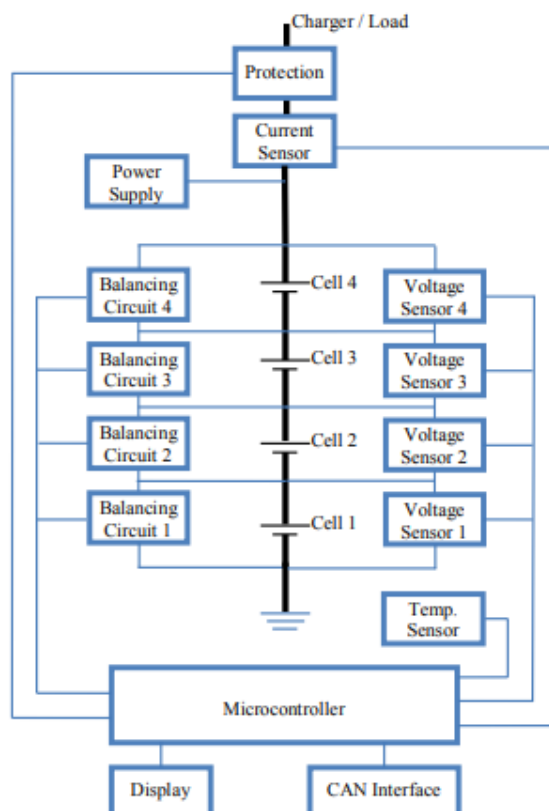 Charger / Load
Protection
Current
Sensor
Power
Supply
Balancing
Circuit 4
Cell 4
Voltage
Sensor 4
Balancing
Circuit 3
Cell 3
Voltage
Sensor 3
Balancing
Circuit 2
Cell 2
Voltage
Sensor 2
Balancing
Circuit 1
Cell 1
Voltage
Sensor 1
Temp.
Sensor
Microcontroller
Display
CAN Interface